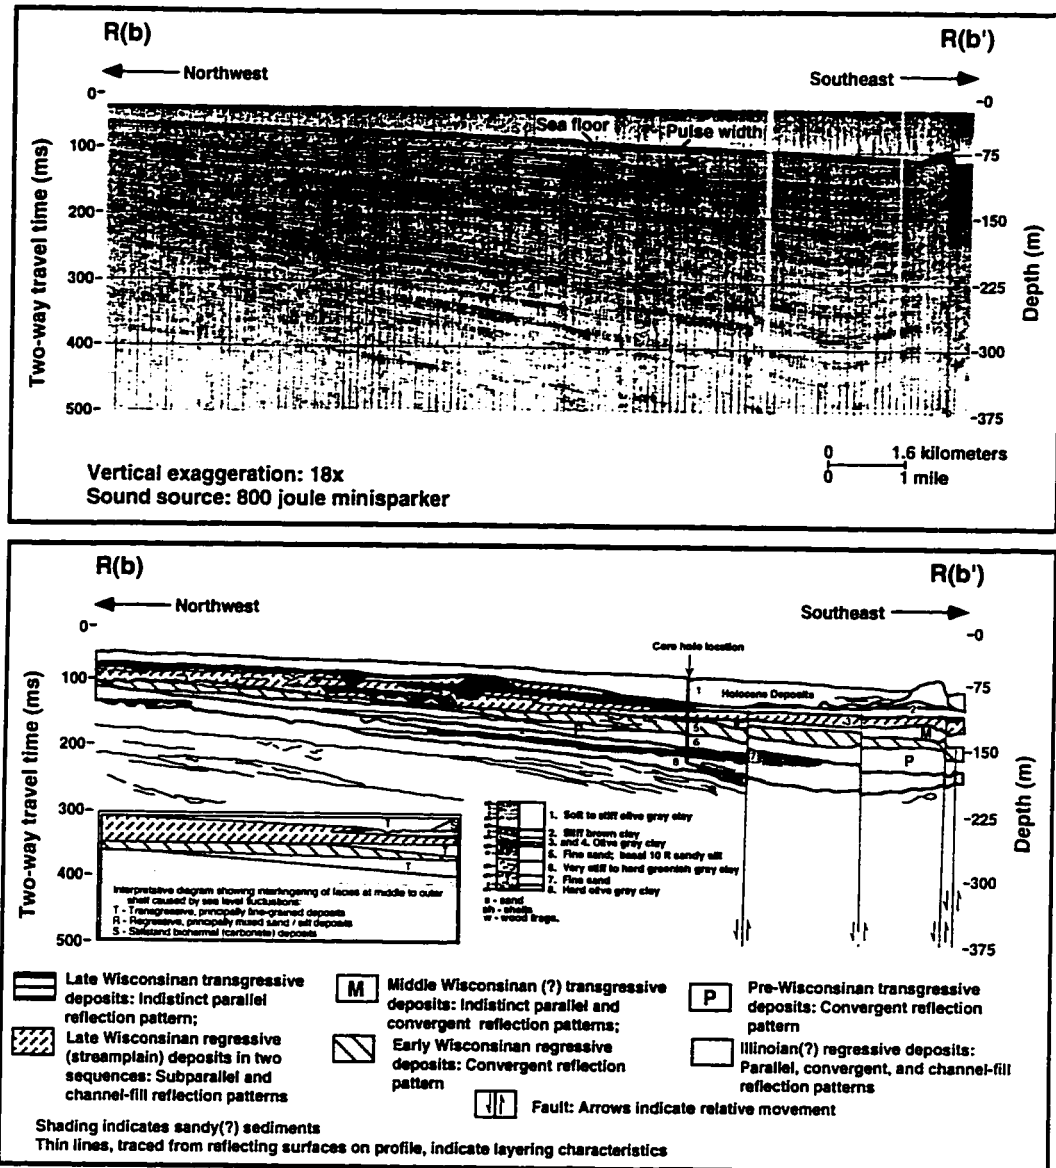 R(b)
R(b')
Northwest
Southeast
Two-way travel time (ms)
0-
100-
200-
300-
400-
500-
Sea floor
Pulse width
-0
-75
-150
-225
-300
-375
Depth (m)
Vertical exaggeration: 18x
Sound source: 800 joule minisparker
0 1.6 kilometers
0 1 mile
R(b)
R(b')
Northwest
Southeast
Two-way travel time (ms)
0-
100-
200-
300-
400-
500-
Core hole location
1
Holocene Deposits
2
3
5
6
8
P
?
M
P
-0
-75
-150
-225
-300
-375
Depth (m)
T
T
Interpretative diagram showing interfingering of facies at middle to outer
shelf caused by sea level fluctuations:
T - Transgressive, principally fine-grained deposits
R - Regressive, principally mixed sand / silt deposits
S - Stillstand biohermal (carbonate) deposits
1. Soft to stiff olive gray clay
2. Stiff brown clay
3. and 4. Olive gray clay
5. Fine sand; basal 10 ft sandy silt
6. Very stiff to hard greenish gray clay
7. Fine sand
8. Hard olive gray clay
s - sand
sh - shells
w - wood frags.
Late Wisconsinan transgressive
deposits: Indistinct parallel
reflection pattern;
Late Wisconsinan regressive
(streamplain) deposits in two
sequences: Subparallel and
channel-fill reflection patterns
M
Middle Wisconsinan (?) transgressive
deposits: Indistinct parallel and
convergent reflection patterns;
Early Wisconsinan regressive
deposits: Convergent reflection
pattern
P
Pre-Wisconsinan transgressive
deposits: Convergent reflection
pattern
Illinoian(?) regressive deposits:
Parallel, convergent, and channel-fill
reflection patterns
Fault: Arrows indicate relative movement
Shading indicates sandy(?) sediments
Thin lines, traced from reflecting surfaces on profile, indicate layering characteristics